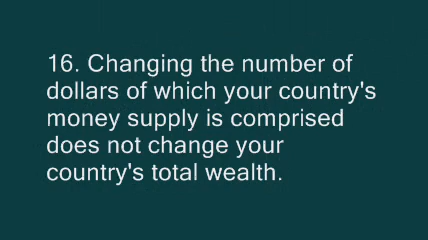 16. Changing the number of
dollars of which your country's
money supply is comprised
does not change your
country's total wealth.